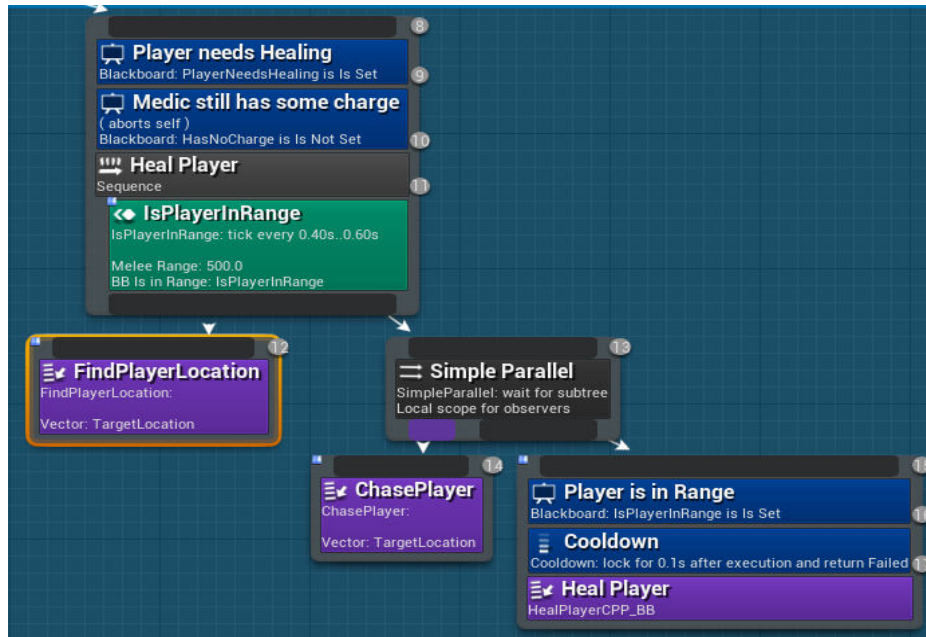 8
Player needs Healing
Blackboard: PlayerNeedsHealing is Is Set
9
Medic still has some charge
( aborts self )
Blackboard: HasNoCharge is Is Not Set
10
Heal Player
Sequence
11
IsPlayerInRange
IsPlayerInRange: tick every 0.40s..0.60s
Melee Range: 500.0
BB Is in Range: IsPlayerInRange
12
FindPlayerLocation
FindPlayerLocation:
Vector: TargetLocation
13
Simple Parallel
SimpleParallel: wait for subtree
Local scope for observers
14
ChasePlayer
ChasePlayer:
Vector: TargetLocation
15
Player is in Range
Blackboard: IsPlayerInRange is Is Set
Cooldown
Cooldown: lock for 0.1s after execution and return Failed
Heal Player
HealPlayerCPP_BB